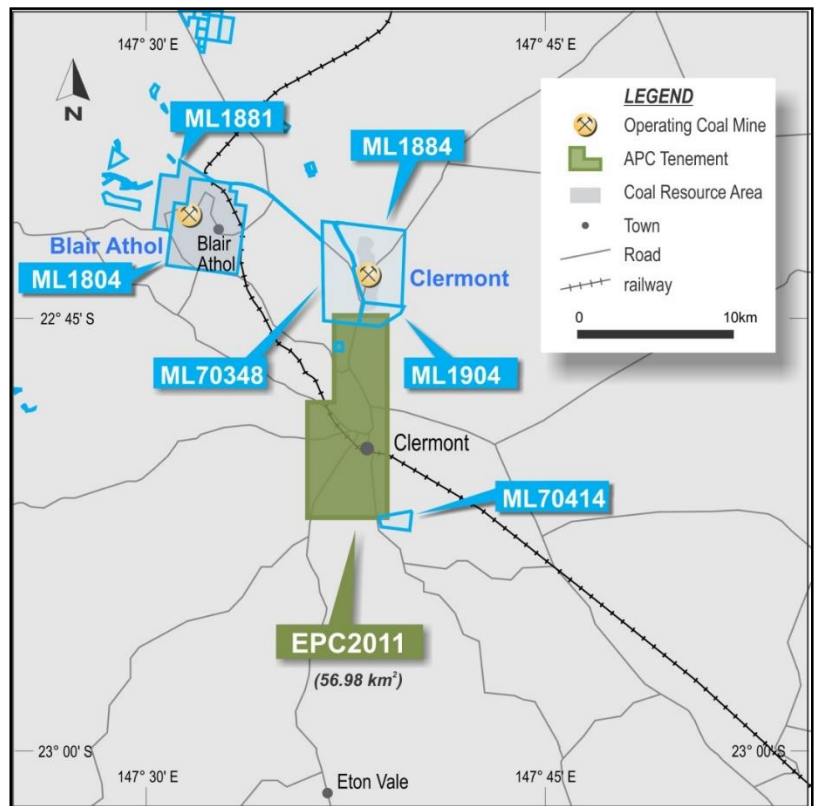 147° 30' E
147° 45' E
N
LEGEND
Operating Coal Mine
APC Tenement
Coal Resource Area
Town
Road
railway
0 10km
ML1881
ML1884
Blair Athol
Blair
Athol
ML1804
Clermont
22° 45' S
ML70348
ML1904
Clermont
ML70414
EPC2011
(56.98 km²)
23° 00' S
23° 00' S
147° 30' E
147° 45' E
Eton Vale